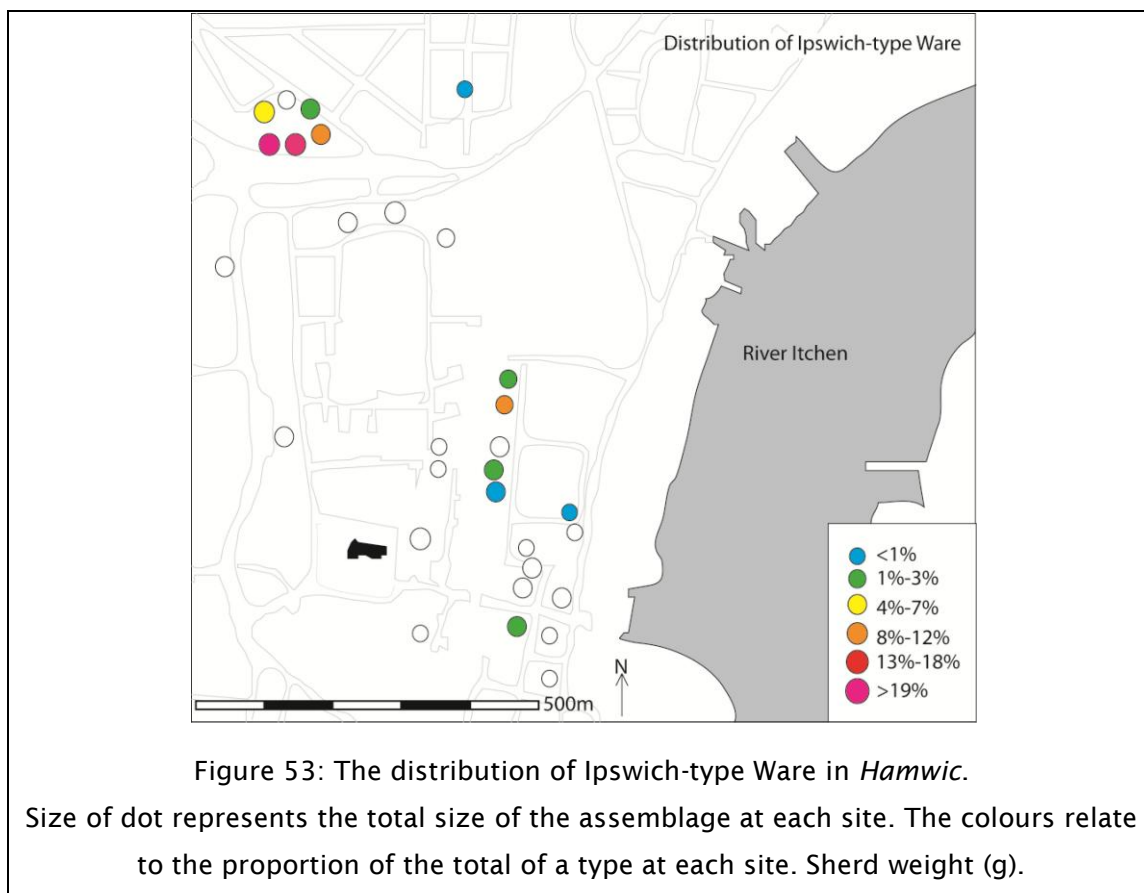 Distribution of Ipswich-type Ware
River Itchen
<1%
1%-3%
4%-7%
8%-12%
13%-18%
>19%
N
500m
Figure 53: The distribution of Ipswich-type Ware in Hamwic.
Size of dot represents the total size of the assemblage at each site. The colours relate
to the proportion of the total of a type at each site. Sherd weight (g).